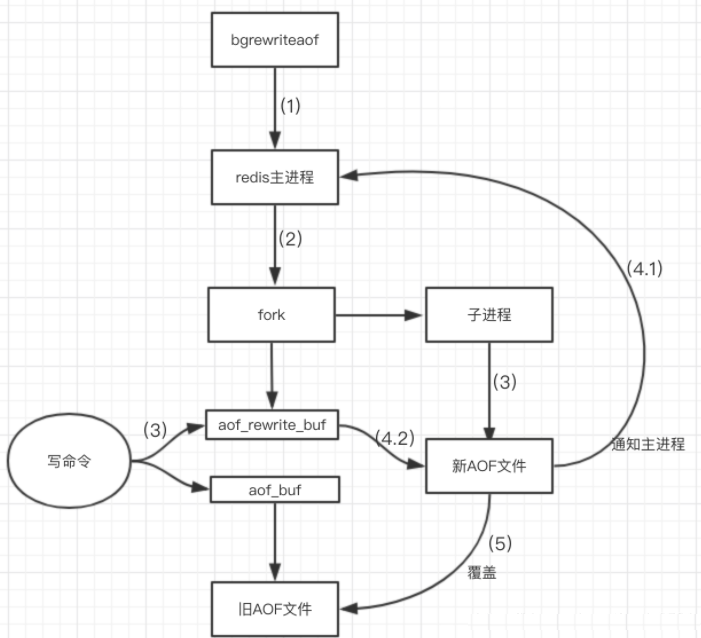 bgrewriteaof
(1)
redis主进程
(2)
(4.1)
fork
子进程
(3)
(3)
aof_rewrite_buf
(4.2)
通知主进程
写命令
新AOF文件
aof_buf
(5)
覆盖
旧AOF文件